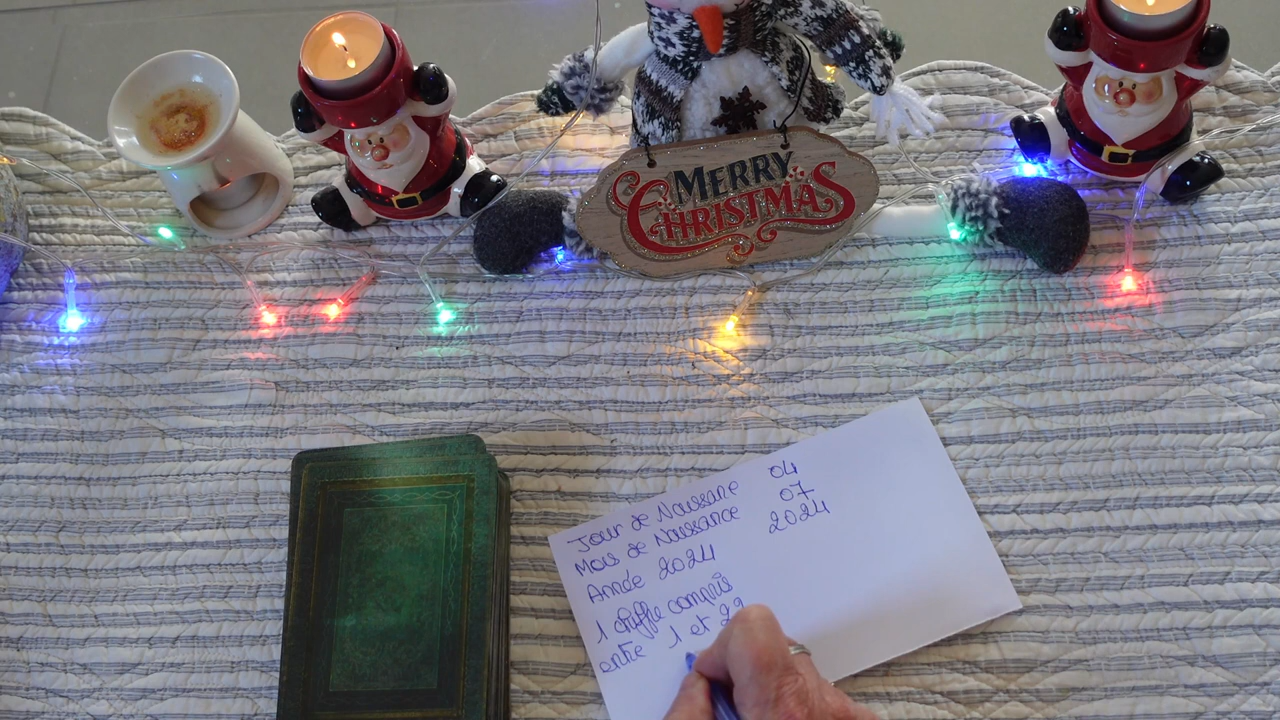 MERRY
CHRISTMAS
Jour de Naissane 04
Mois de Naissance 07
Année 2024 2024
1 chiffre compris
entre 1 et 22